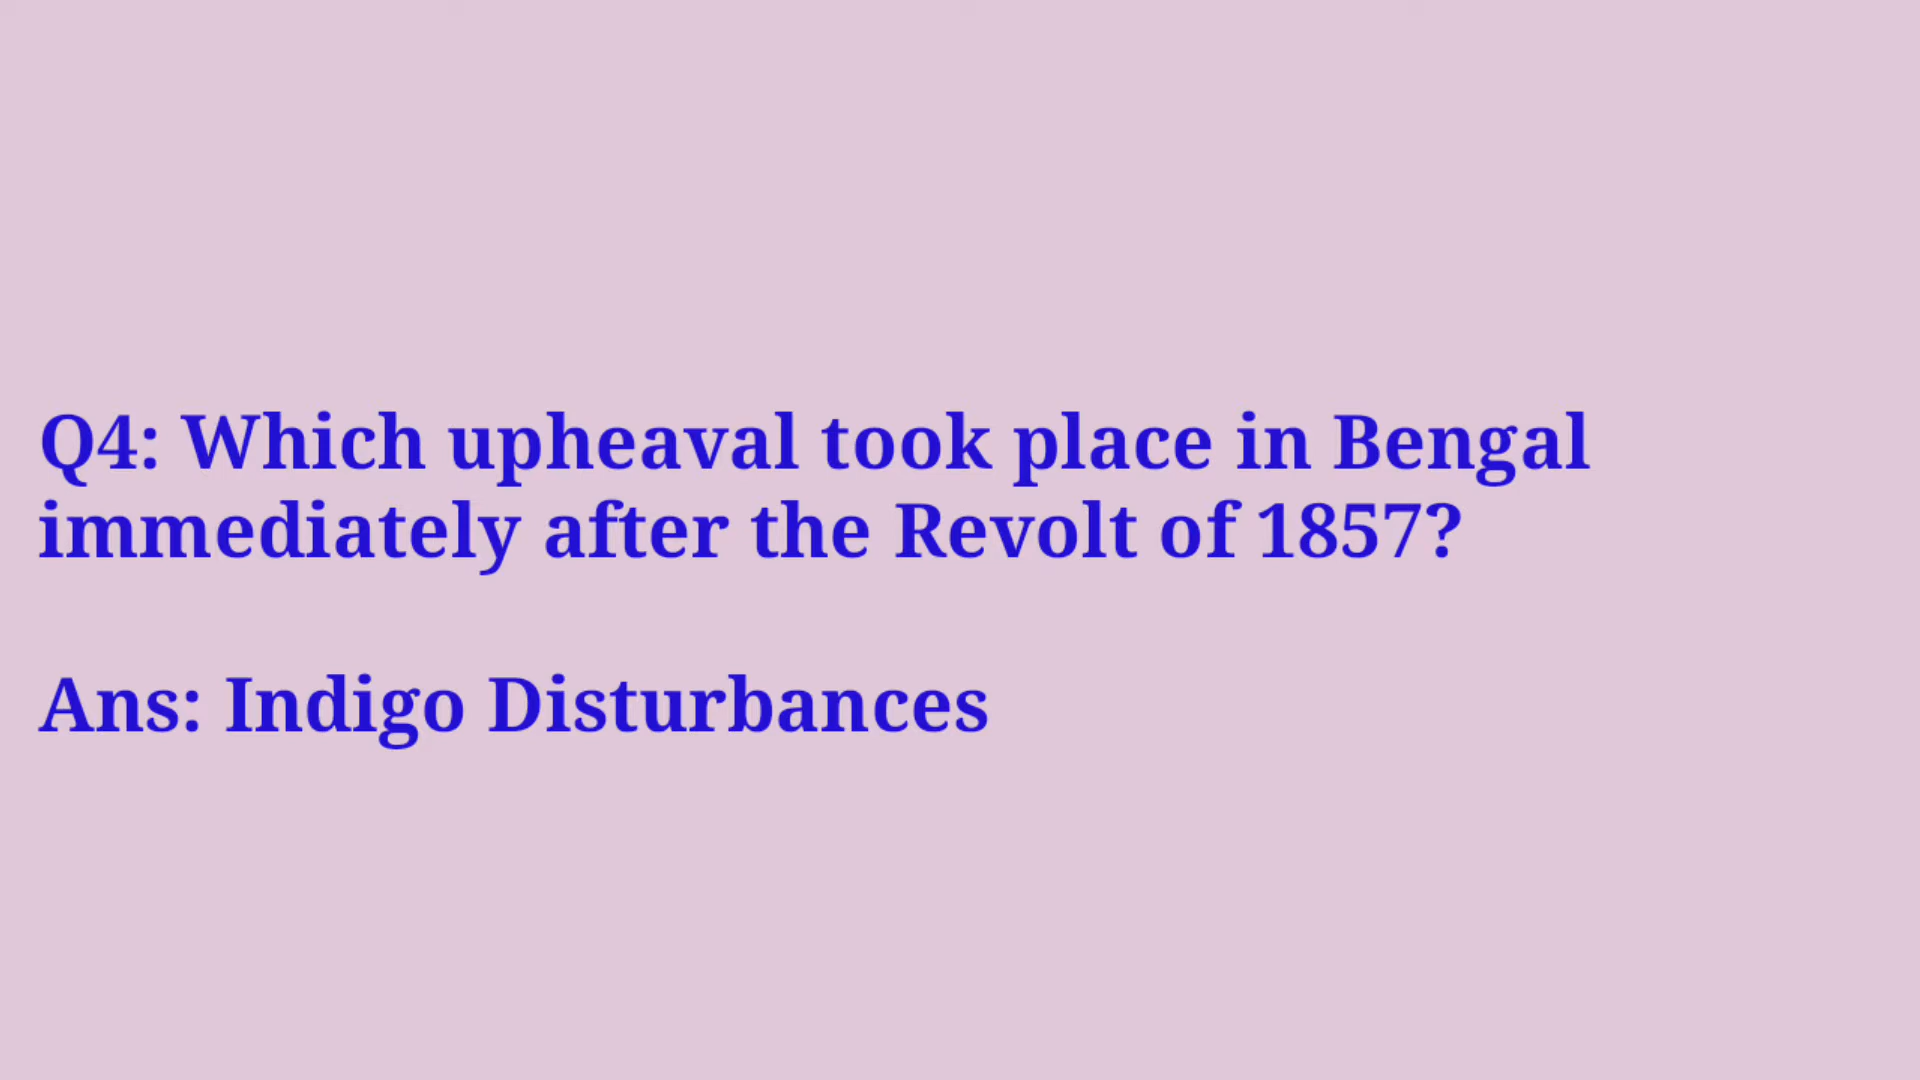 Q4: Which upheaval took place in Bengal
immediately after the Revolt of 1857?
Ans: Indigo Disturbances